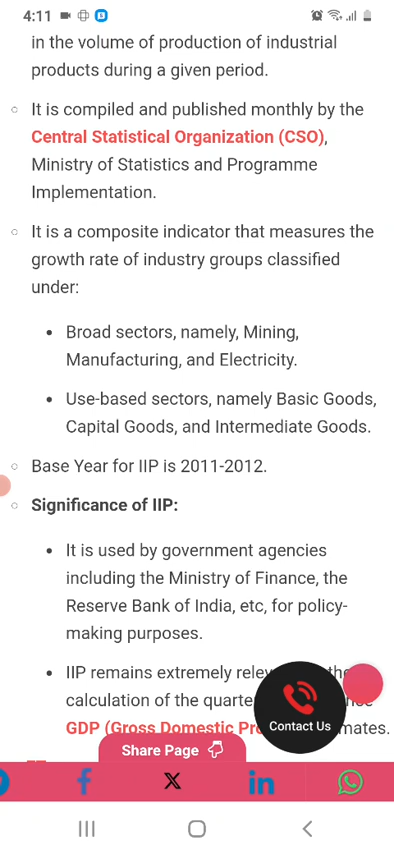 4:11
in the volume of production of industrial
products during a given period.
It is compiled and published monthly by the
Central Statistical Organization (CSO),
Ministry of Statistics and Programme
Implementation.
It is a composite indicator that measures the
growth rate of industry groups classified
under:
Broad sectors, namely, Mining,
Manufacturing, and Electricity.
Use-based sectors, namely Basic Goods,
Capital Goods, and Intermediate Goods.
Base Year for IIP is 2011-2012.
Significance of IIP:
It is used by government agencies
including the Ministry of Finance, the
Reserve Bank of India, etc, for policy-
making purposes.
IIP remains extremely
calculation of the
GDP (Gross Domestic
Contact Us
Share Page